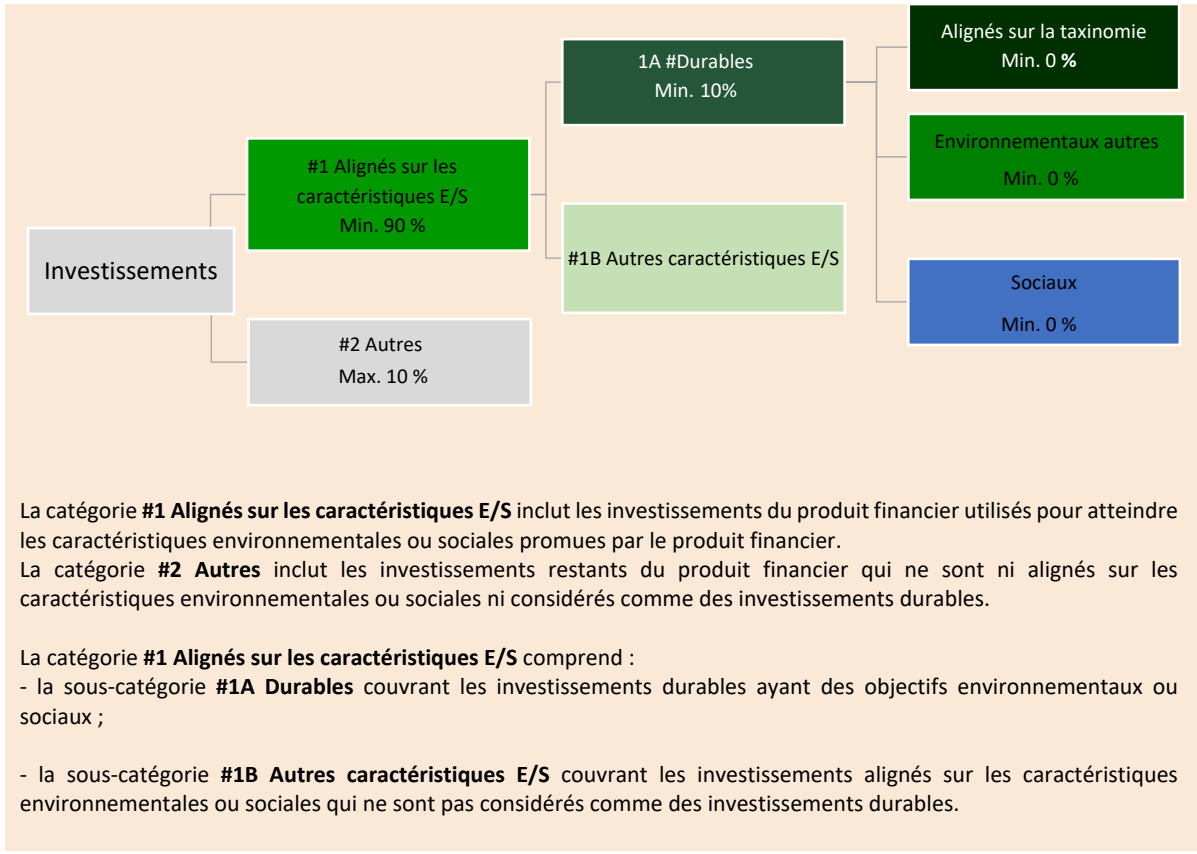 Alignés sur la taxinomie
Min. 0 %
1A #Durables
Min. 10%
Environnementaux autres
Min. 0 %
#1 Alignés sur les
caractéristiques E/S
Min. 90 %
#1B Autres caractéristiques E/S
Investissements
Sociaux
Min. 0 %
#2 Autres
Max. 10 %
La catégorie #1 Alignés sur les caractéristiques E/S inclut les investissements du produit financier utilisés pour atteindre
les caractéristiques environnementales ou sociales promues par le produit financier.
La catégorie #2 Autres inclut les investissements restants du produit financier qui ne sont ni alignés sur les
caractéristiques environnementales ou sociales ni considérés comme des investissements durables.
La catégorie #1 Alignés sur les caractéristiques E/S comprend :
- la sous-catégorie #1A Durables couvrant les investissements durables ayant des objectifs environnementaux ou
sociaux ;
- la sous-catégorie #1B Autres caractéristiques E/S couvrant les investissements alignés sur les caractéristiques
environnementales ou sociales qui ne sont pas considérés comme des investissements durables.